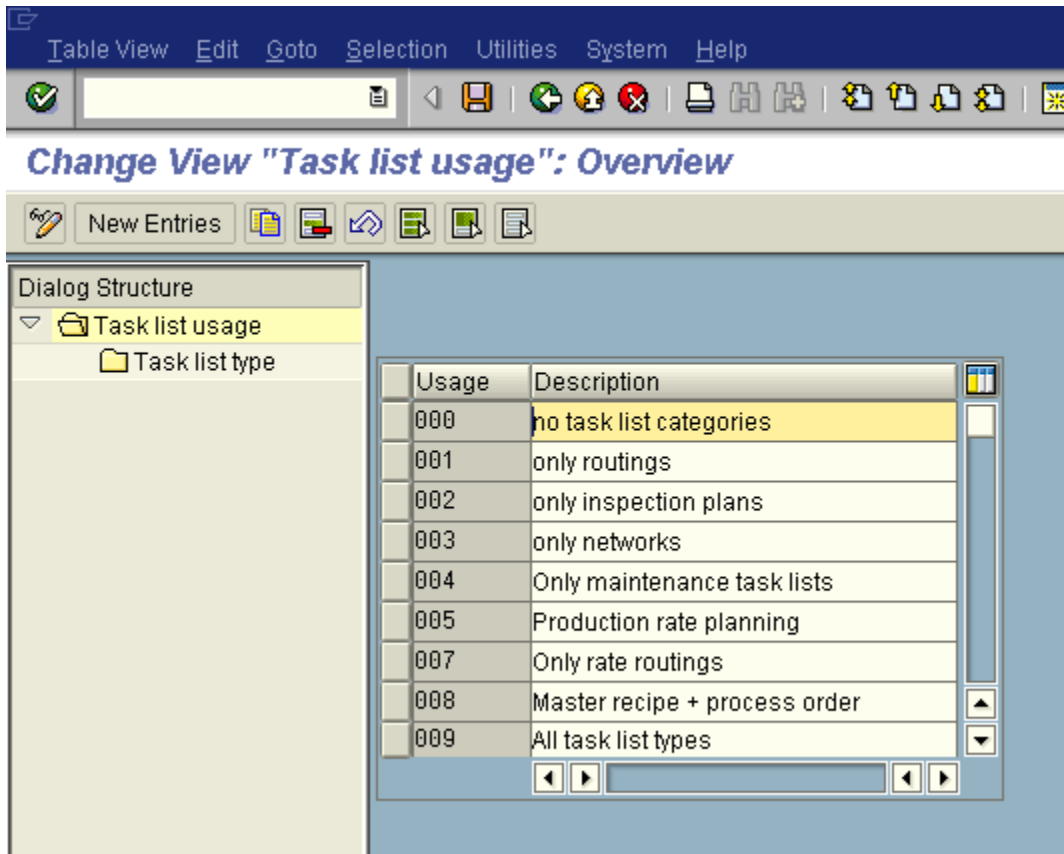 Table View Edit Goto Selection Utilities System Help
Change View "Task list usage": Overview
New Entries
Dialog Structure
Task list usage
Task list type
Usage Description
000 no task list categories
001 only routings
002 only inspection plans
003 only networks
004 Only maintenance task lists
005 Production rate planning
007 Only rate routings
008 Master recipe + process order
009 All task list types